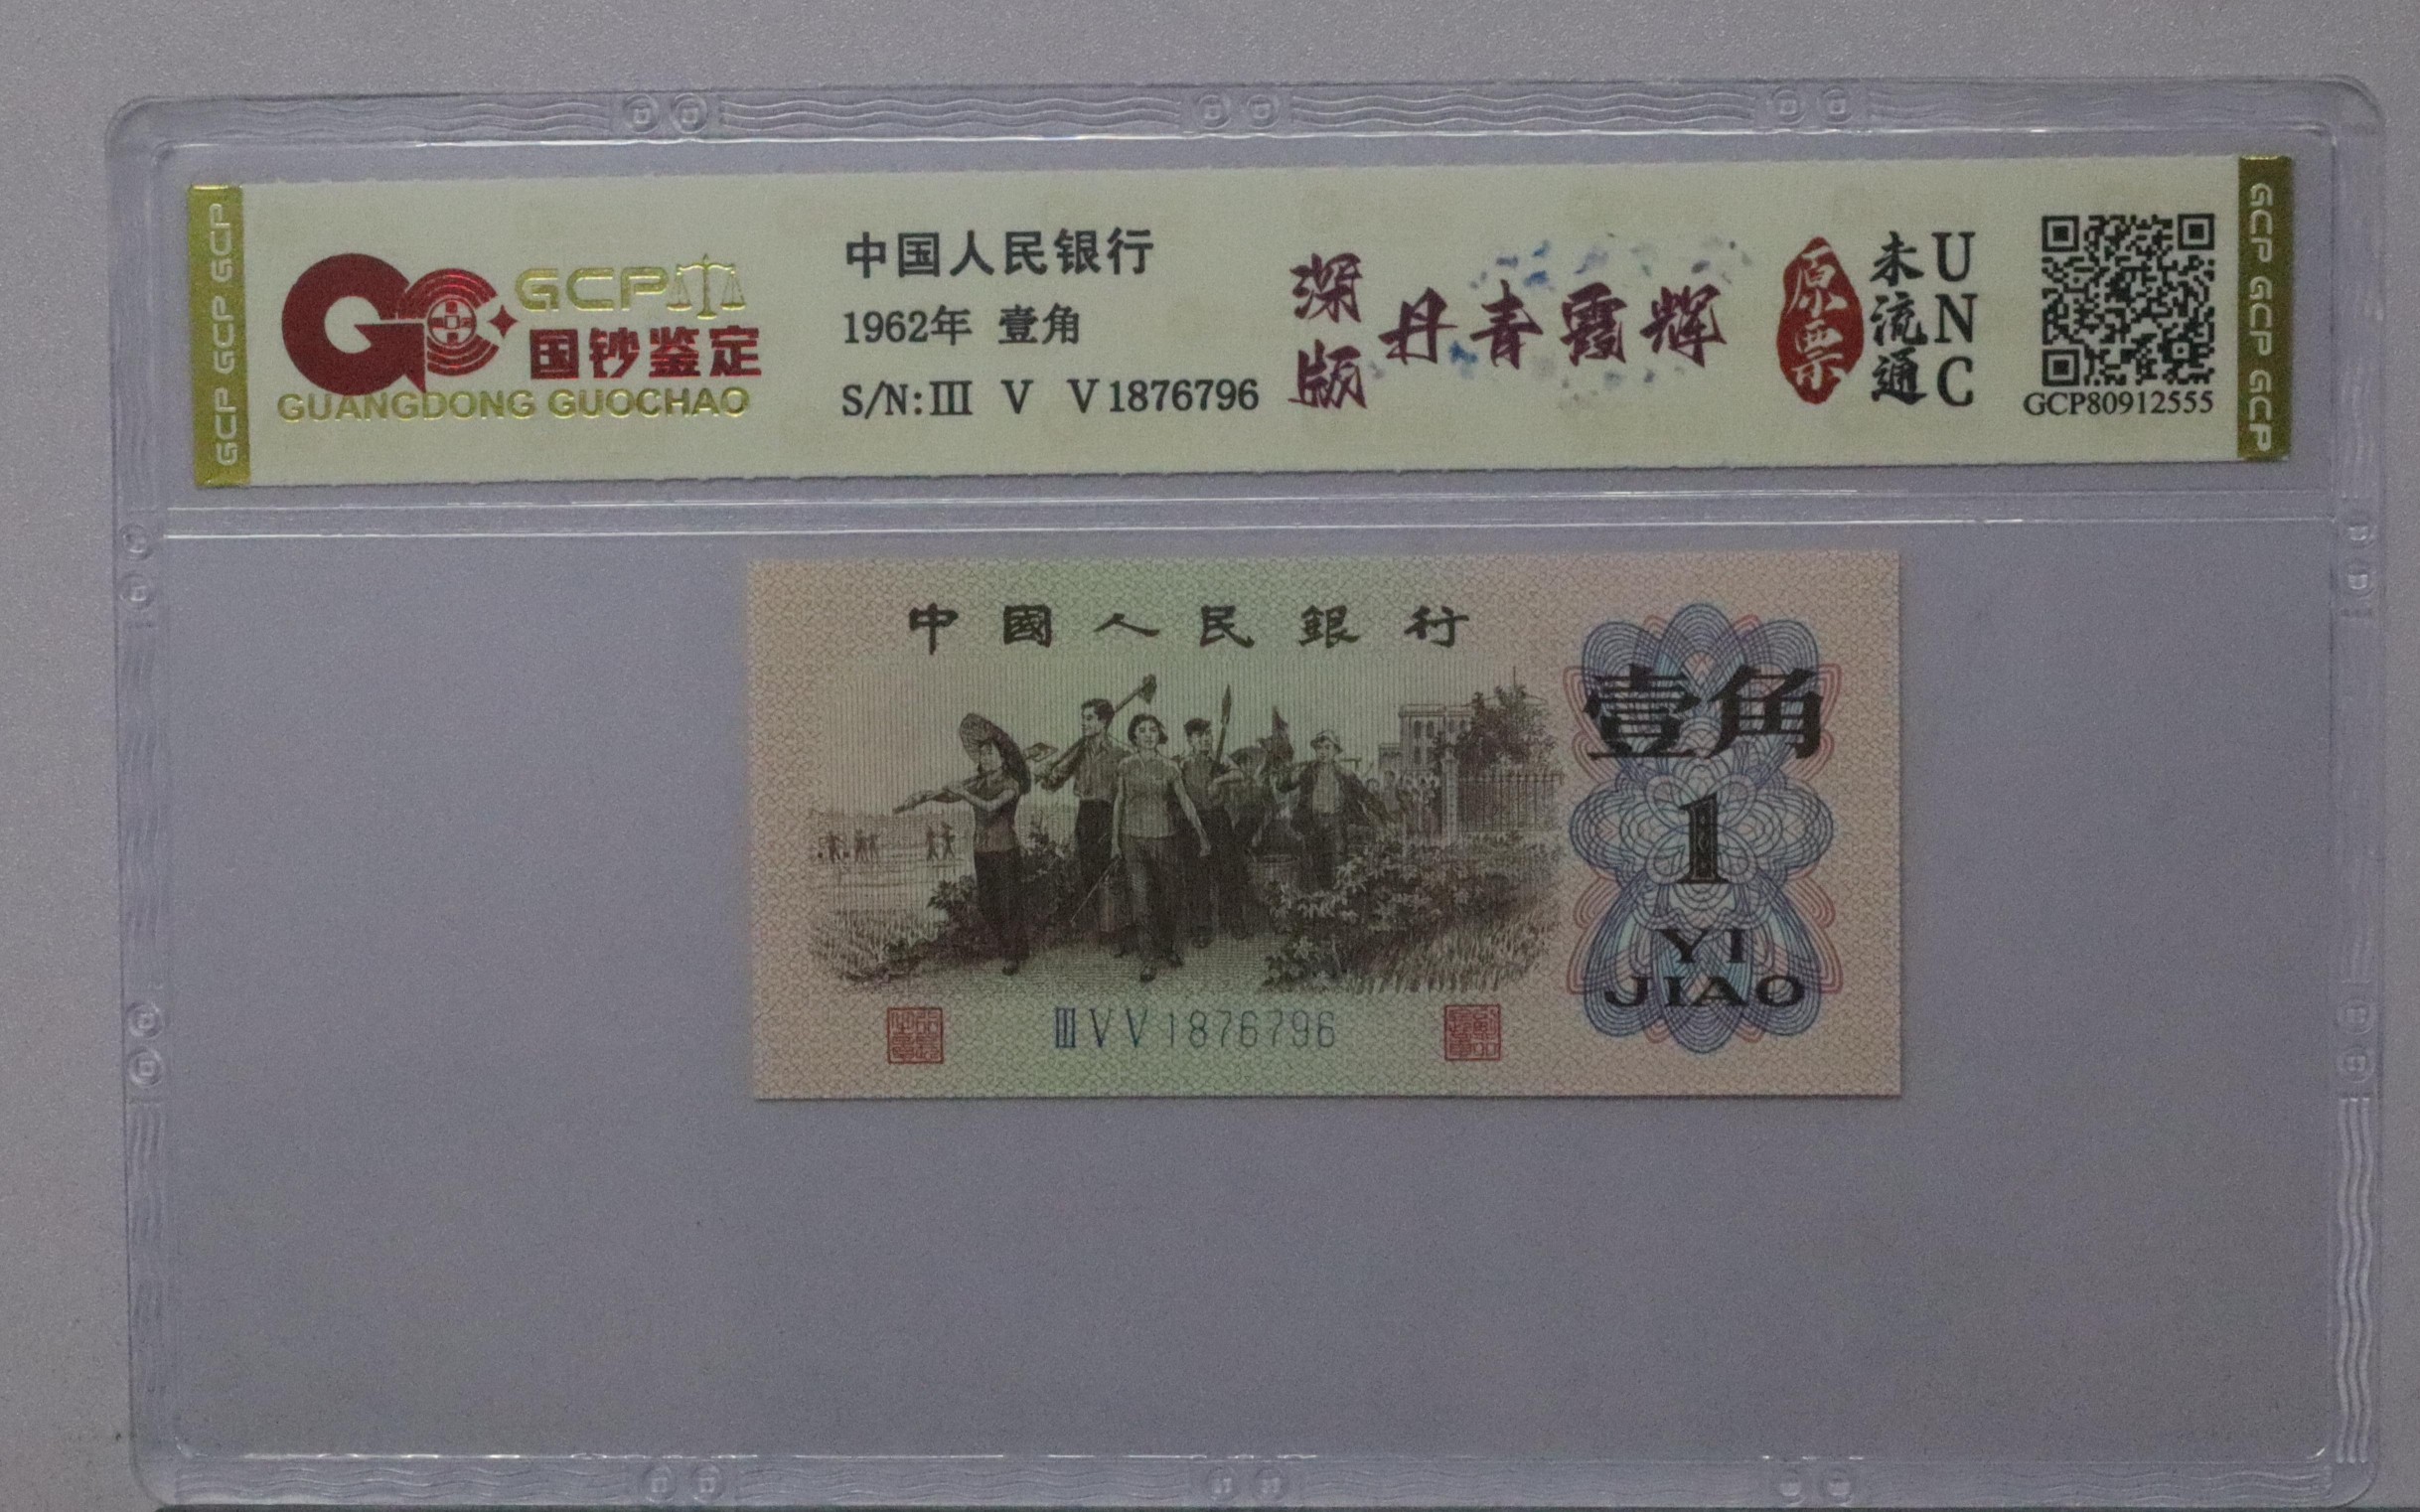 GCP GCP GCP
GCP
国钞鉴定
GUANGDONG GUOCHAO
中国人民银行
1962年 壹角
S/N:III V V1876796
深版
丹青霞辉
原票
未流通
UNC
GCP80912555
GCP GCP GCP
中國人民銀行
壹角
1
YI
JIAO
III V V 1876796